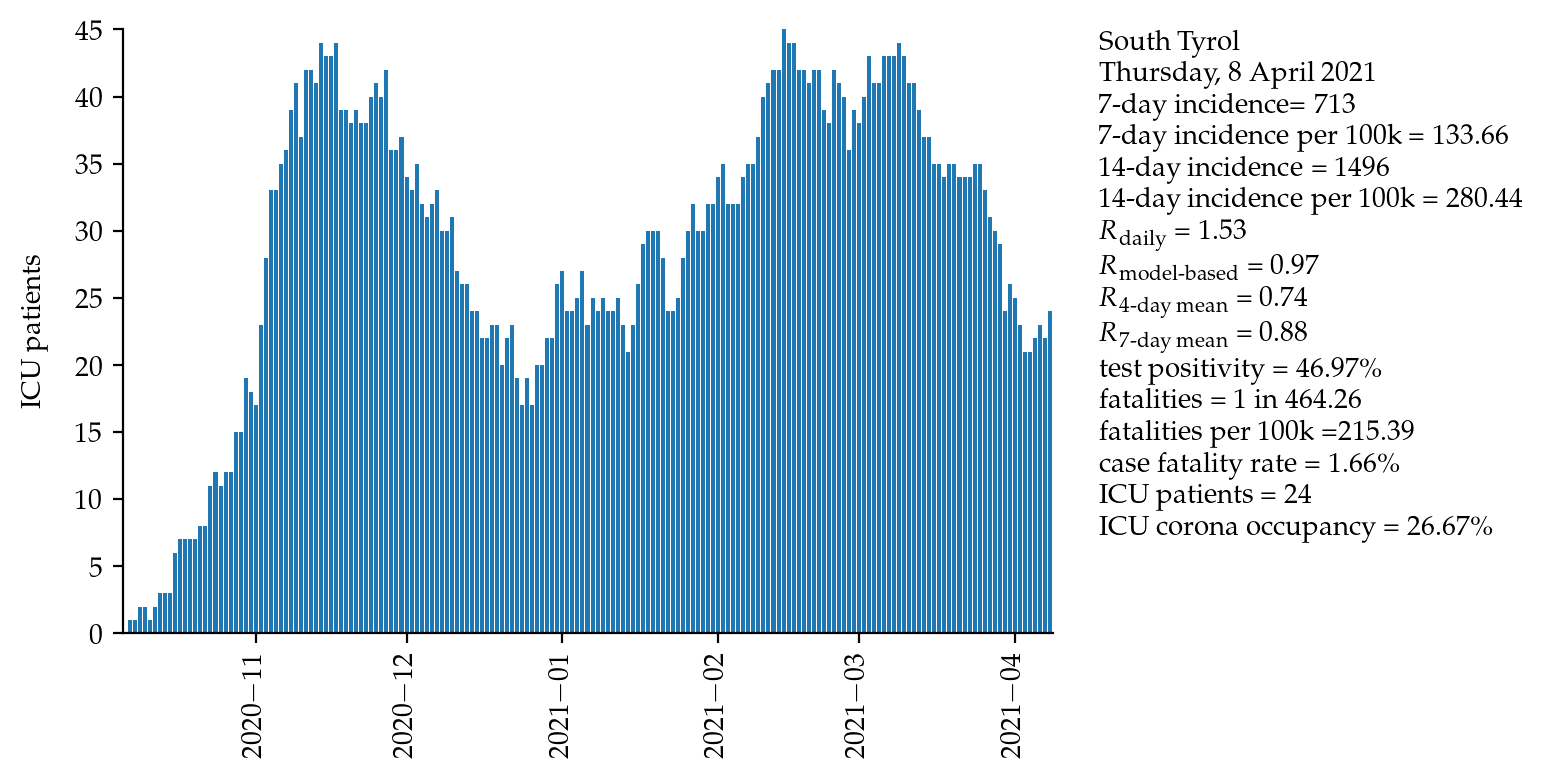 45
40
35
30
25
20
15
10
5
0
ICU patients
2020−11
2020−12
2021−01
2021−02
2021−03
2021−04
South Tyrol
Thursday, 8 April 2021
7-day incidence= 713
7-day incidence per 100k = 133.66
14-day incidence = 1496
14-day incidence per 100k = 280.44
R daily = 1.53
R model-based = 0.97
R 4-day mean = 0.74
R 7-day mean = 0.88
test positivity = 46.97%
fatalities = 1 in 464.26
fatalities per 100k =215.39
case fatality rate = 1.66%
ICU patients = 24
ICU corona occupancy = 26.67%